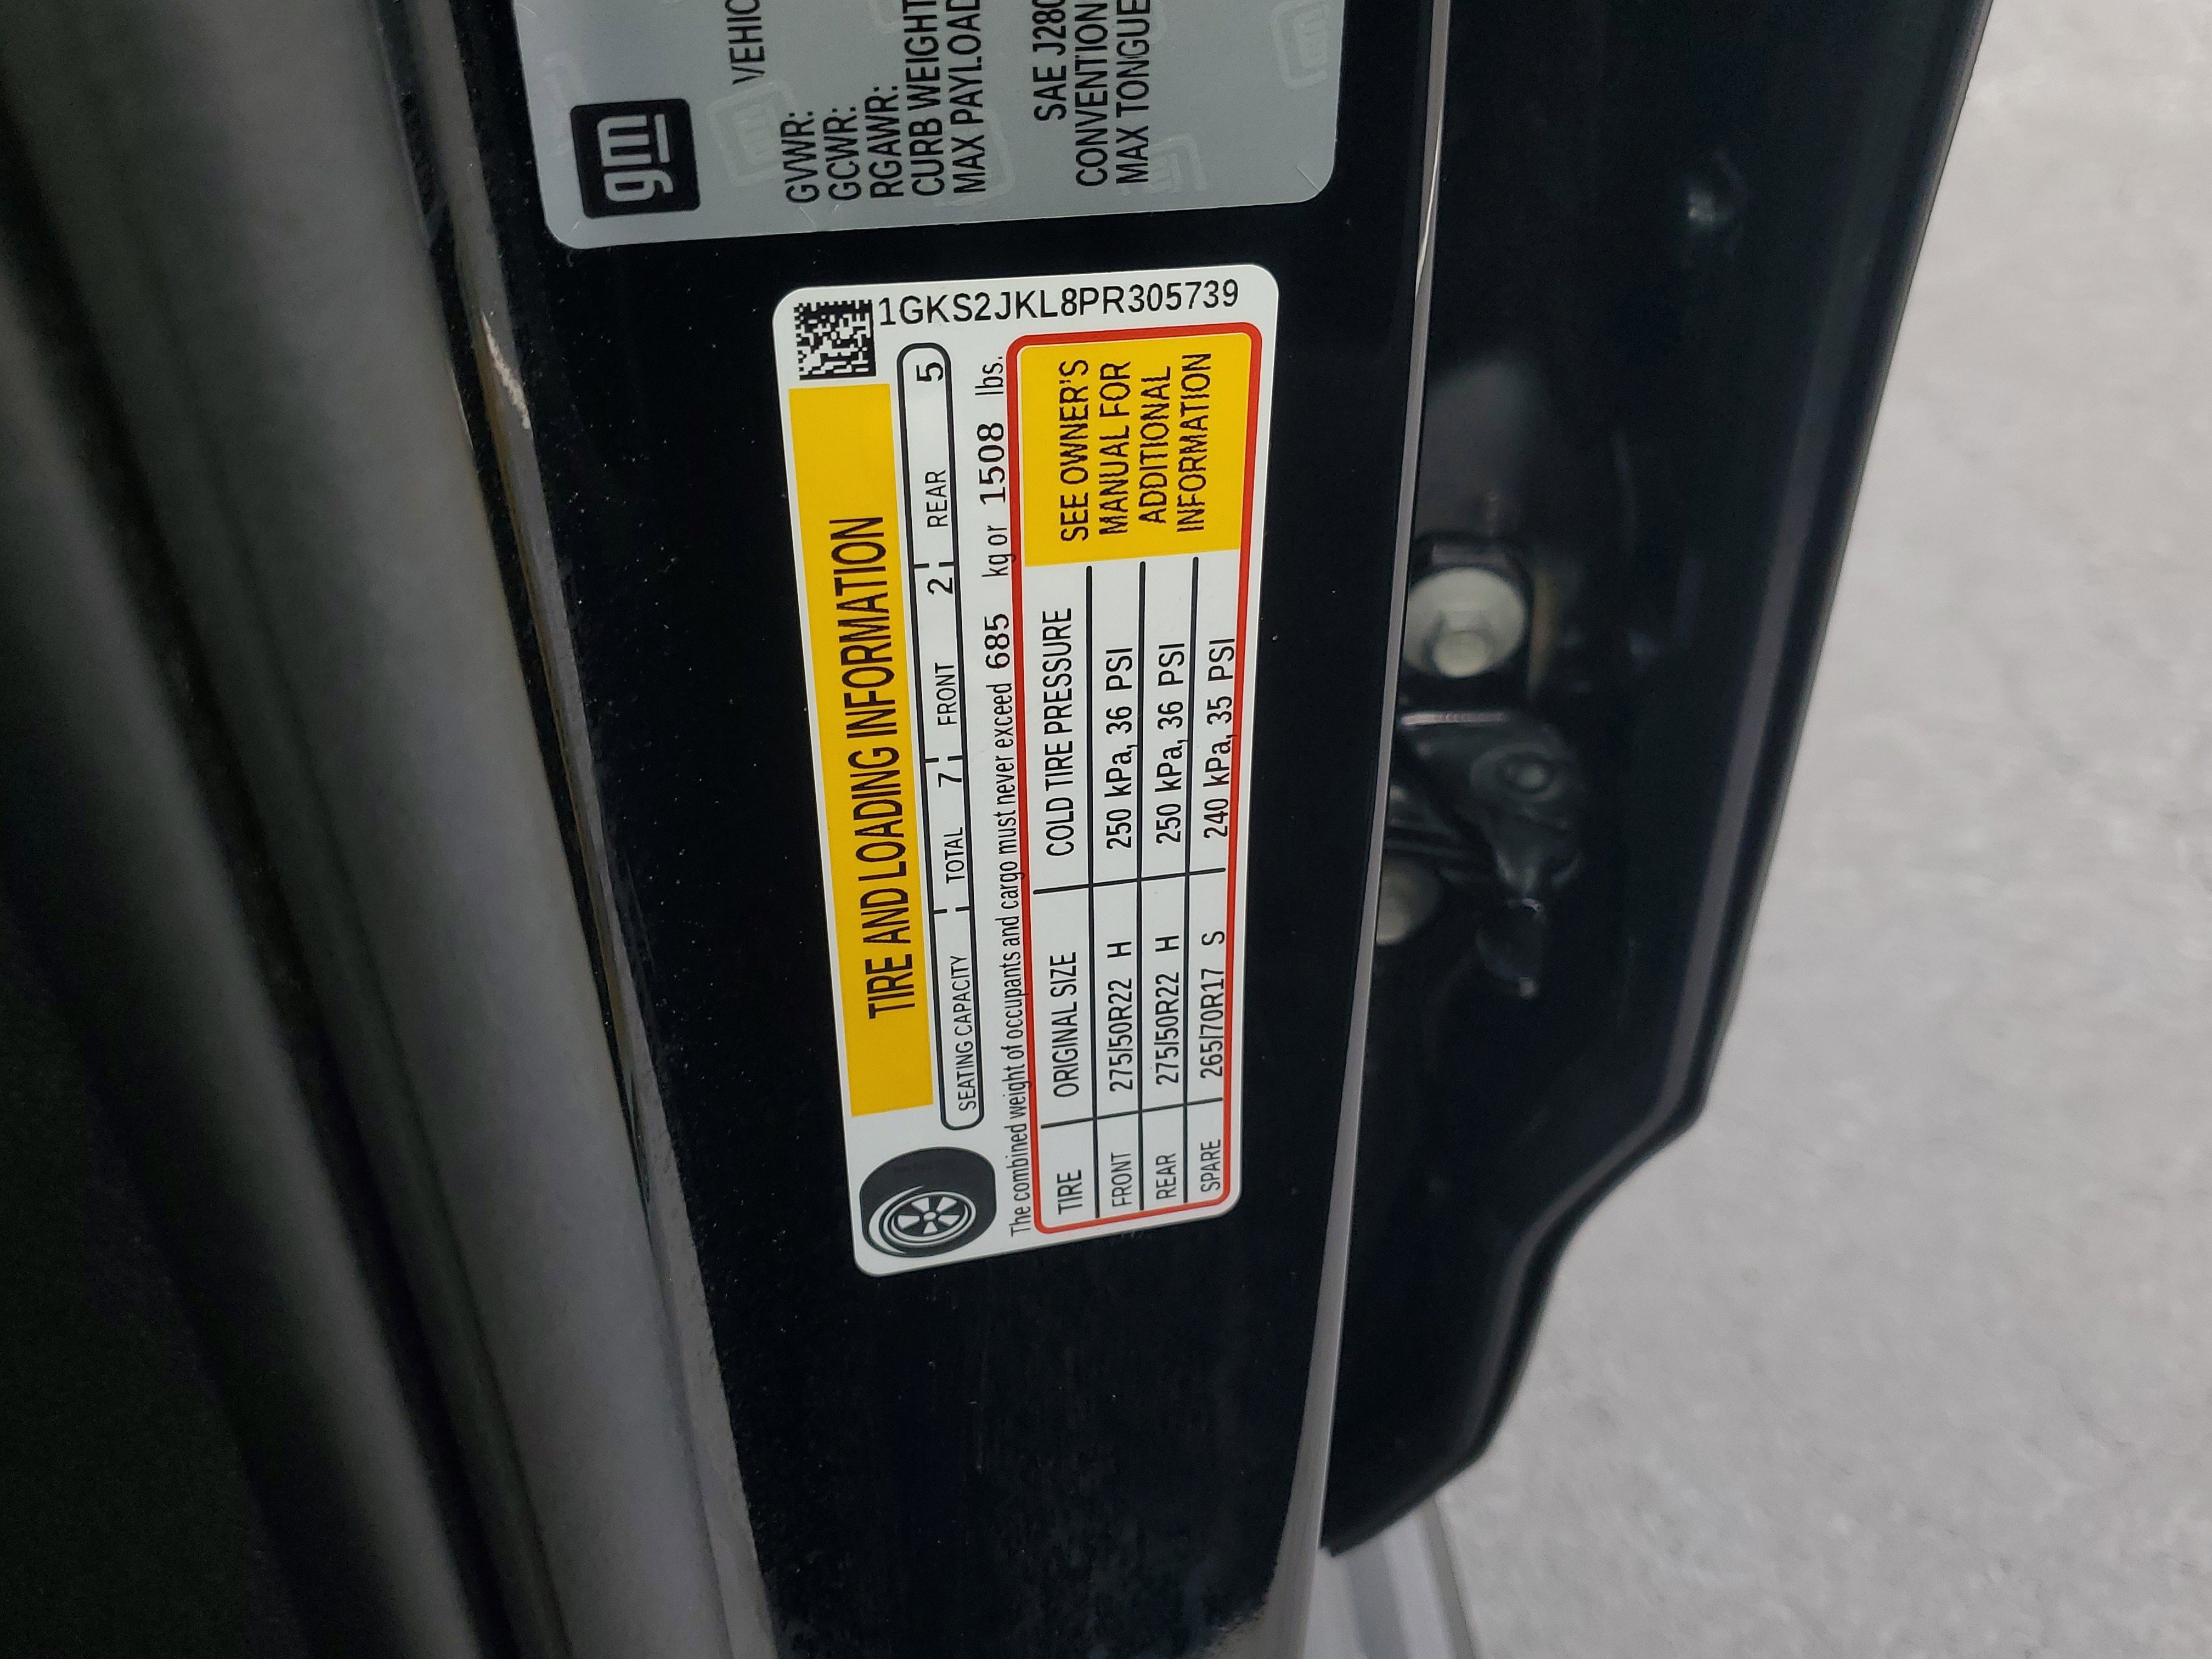 gm
VEHIC
GVWR:
GCWR:
RGAWR:
CURB WEIGHT
MAX PAYLOAD
SAE J280
CONVENTION
MAX TONGUE
1GKS2JKL8PR305739
TIRE AND LOADING INFORMATION
SEATING CAPACITY TOTAL 7 FRONT 2 REAR 5
The combined weight of occupants and cargo must never exceed 685 kg or 1508 lbs.
TIRE ORIGINAL SIZE COLD TIRE PRESSURE
FRONT 275/50R22 H 250 kPa, 36 PSI
REAR 275/50R22 H 250 kPa, 36 PSI
SPARE 265/70R17 S 240 kPa, 35 PSI
SEE OWNER'S
MANUAL FOR
ADDITIONAL
INFORMATION